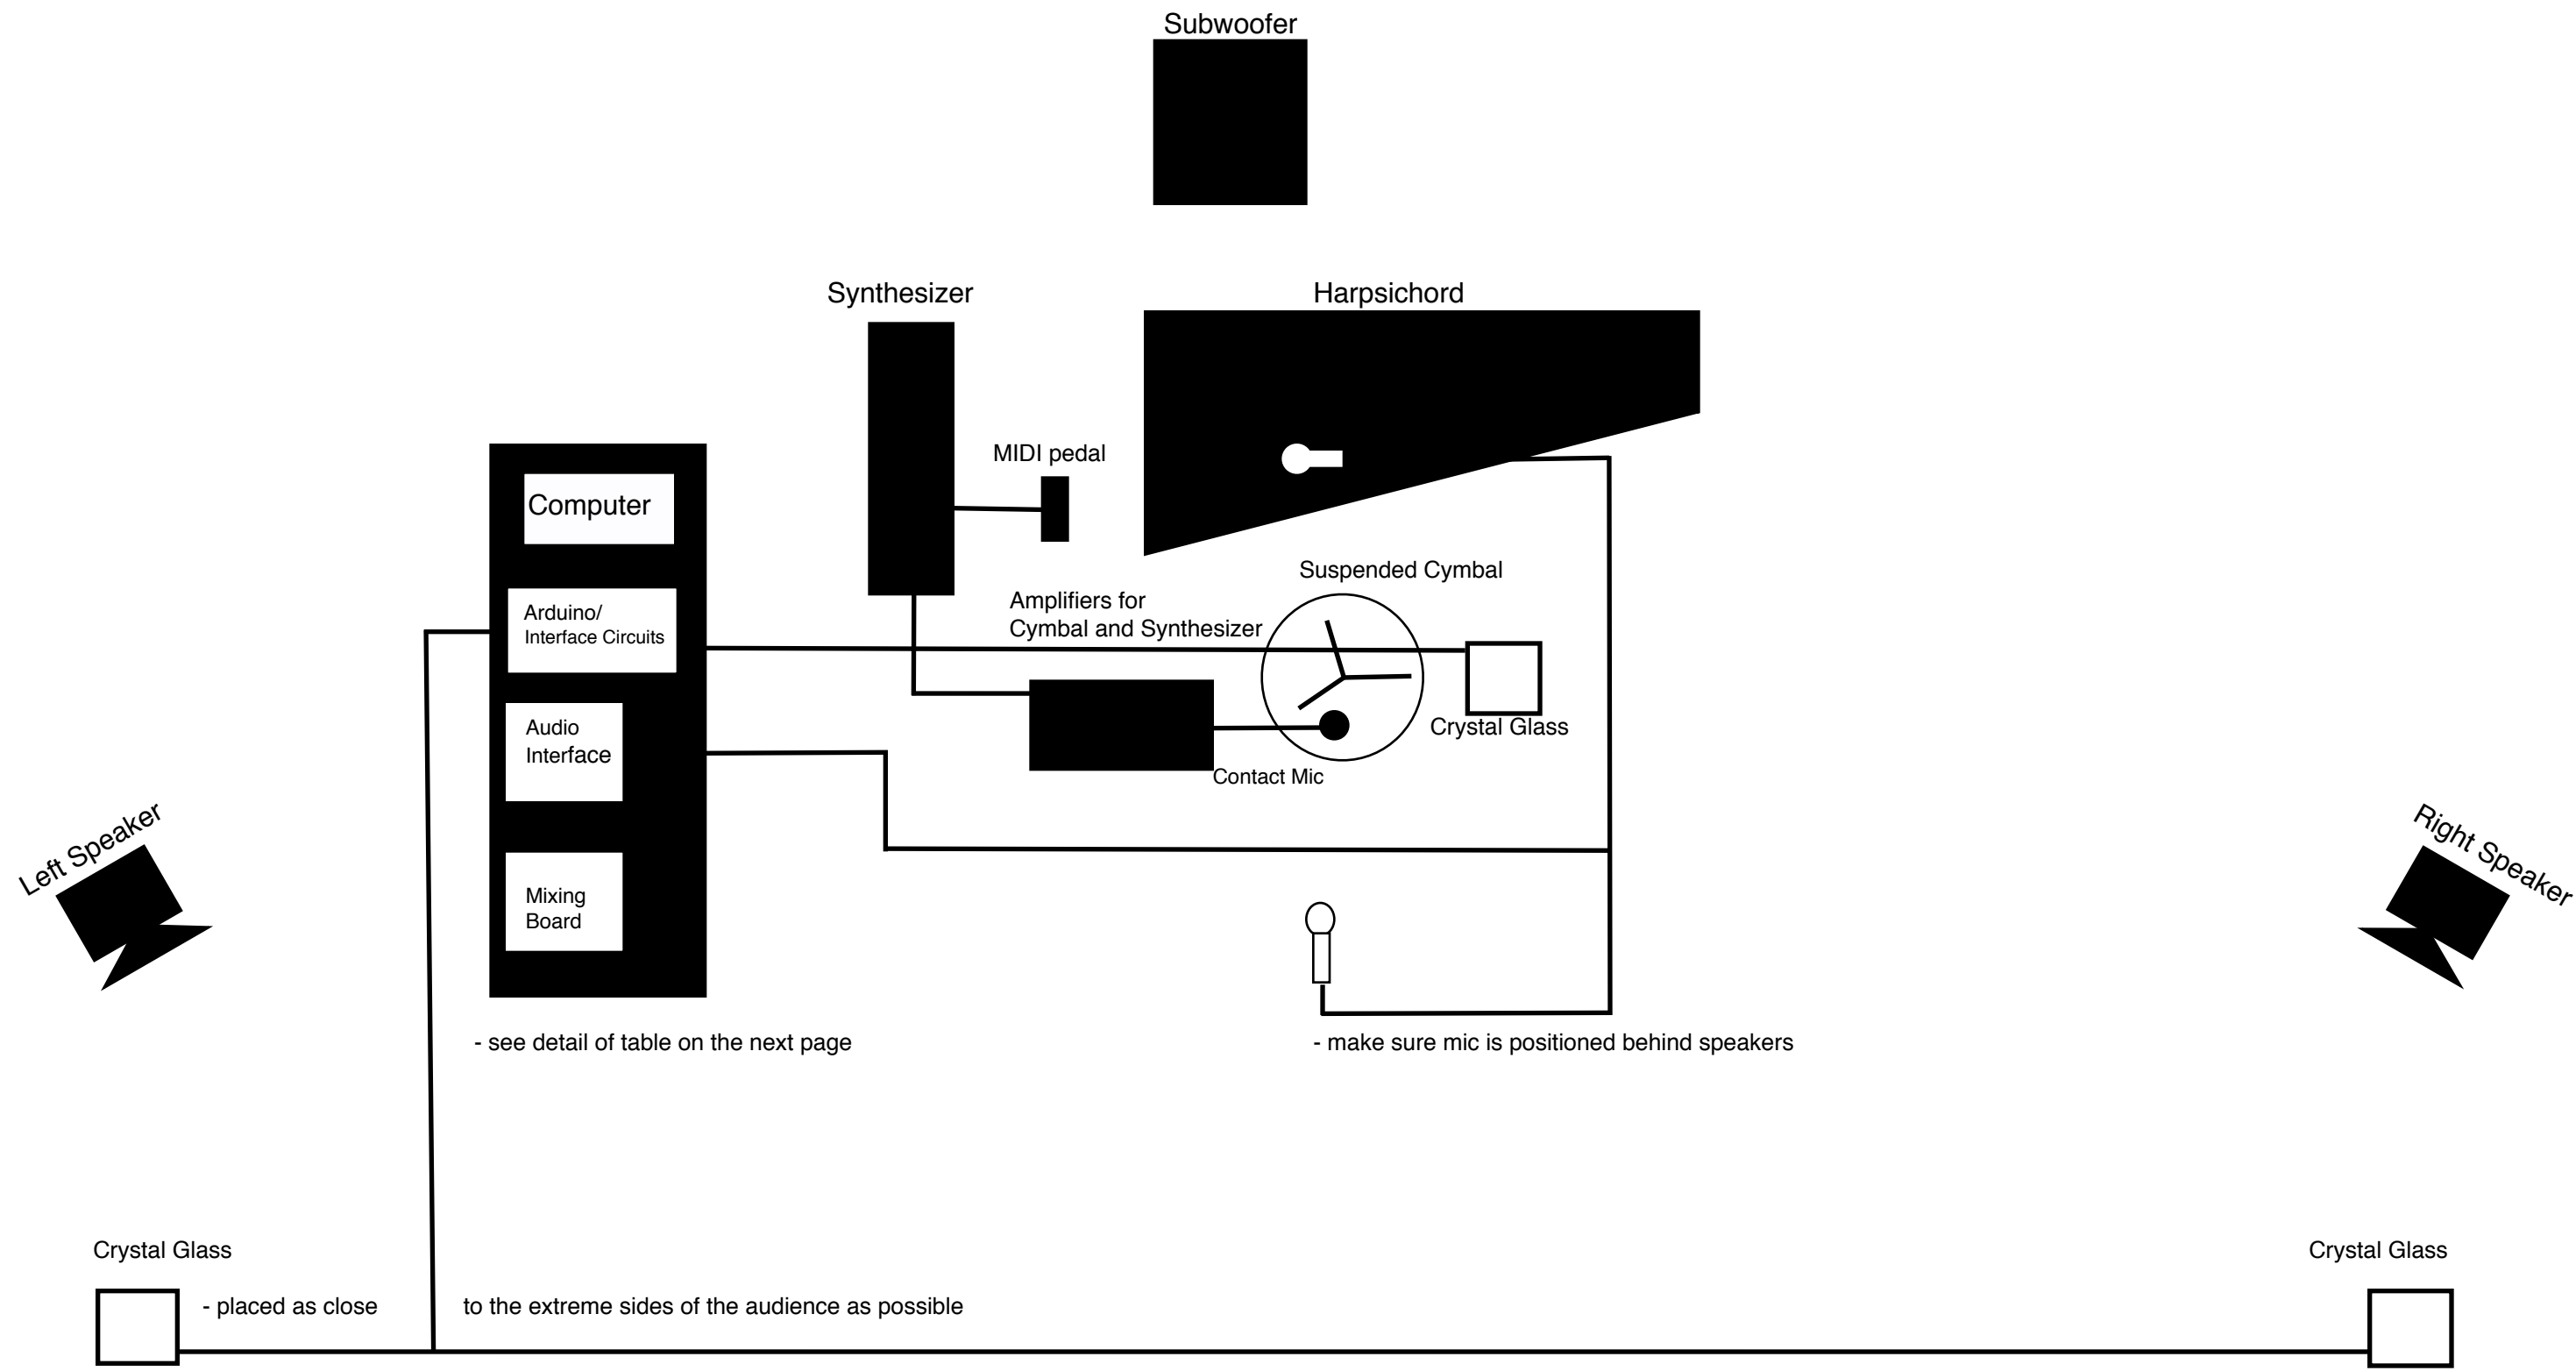 Subwoofer
Synthesizer
Harpsichord
MIDI pedal
Computer
Suspended Cymbal
Amplifiers for
Cymbal and Synthesizer
Arduino/
Interface Circuits
Audio
Interface
Crystal Glass
Contact Mic
Left Speaker
Right Speaker
Mixing
Board
- see detail of table on the next page
- make sure mic is positioned behind speakers
Crystal Glass
Crystal Glass
- placed as close to the extreme sides of the audience as possible